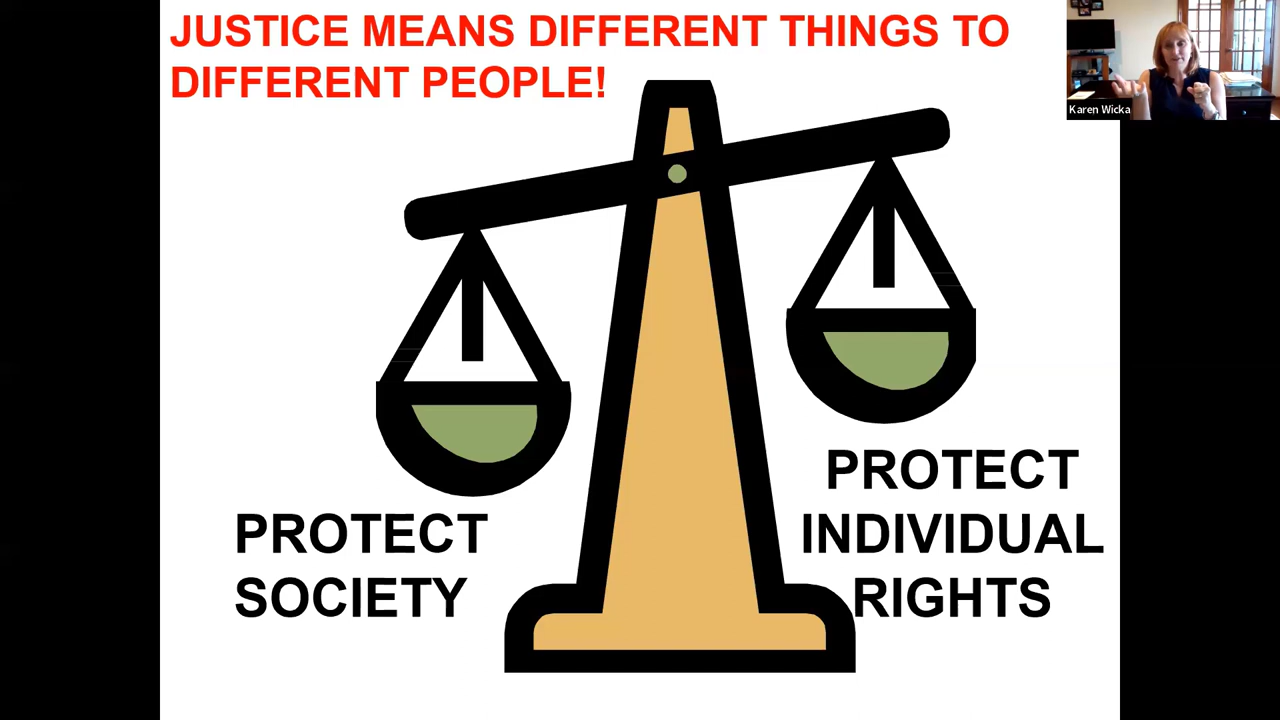 JUSTICE MEANS DIFFERENT THINGS TO
DIFFERENT PEOPLE!
Karen Wicka
PROTECT
SOCIETY
PROTECT
INDIVIDUAL
RIGHTS